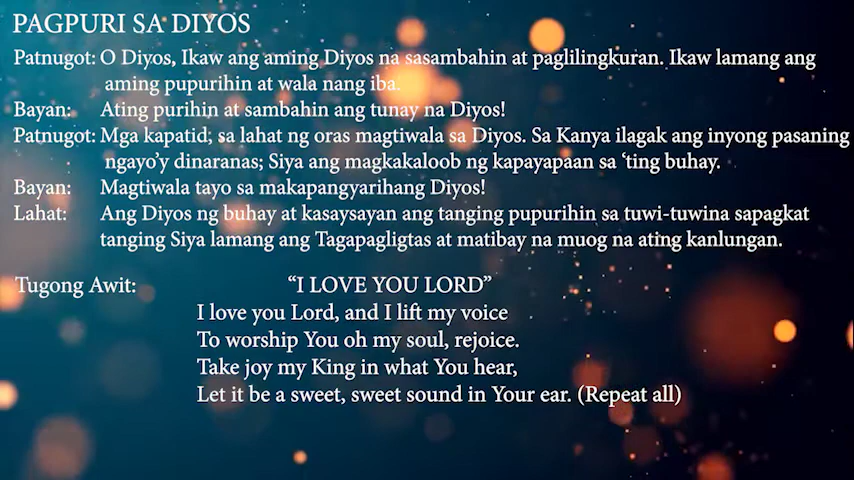 PAGPURI SA DIYOS
Patnugot: O Diyos, Ikaw ang aming Diyos na sasambahin at paglilingkuran. Ikaw lamang ang
aming pupurihin at wala nang iba.
Bayan: Ating purihin at sambahin ang tunay na Diyos!
Patnugot: Mga kapatid; sa lahat ng oras magtiwala sa Diyos. Sa Kanya ilagak ang inyong pasaning
ngayo’y dinaranas; Siya ang magkakaloob ng kapayapaan sa ‘ting buhay.
Bayan: Magtiwala tayo sa makapangyarihang Diyos!
Lahat: Ang Diyos ng buhay at kasaysayan ang tanging pupurihin sa tuwi-tuwina sapagkat
tanging Siya lamang ang Tagapagligtas at matibay na muog na ating kanlungan.
Tugong Awit: “I LOVE YOU LORD”
I love you Lord, and I lift my voice
To worship You oh my soul, rejoice.
Take joy my King in what You hear,
Let it be a sweet, sweet sound in Your ear. (Repeat all)